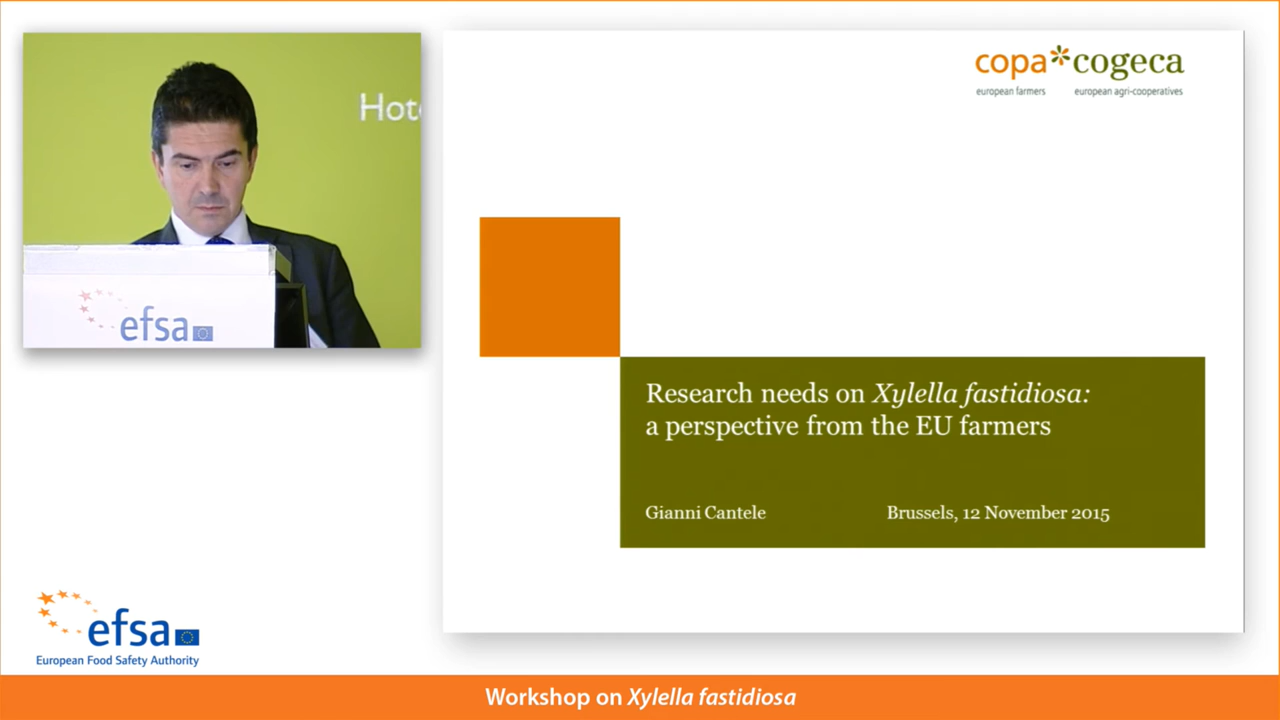 Hot
efsa
copa*cogeca
european farmers european agri-cooperatives
Research needs on Xylella fastidiosa:
a perspective from the EU farmers
Gianni Cantele Brussels, 12 November 2015
efsa
European Food Safety Authority
Workshop on Xylella fastidiosa